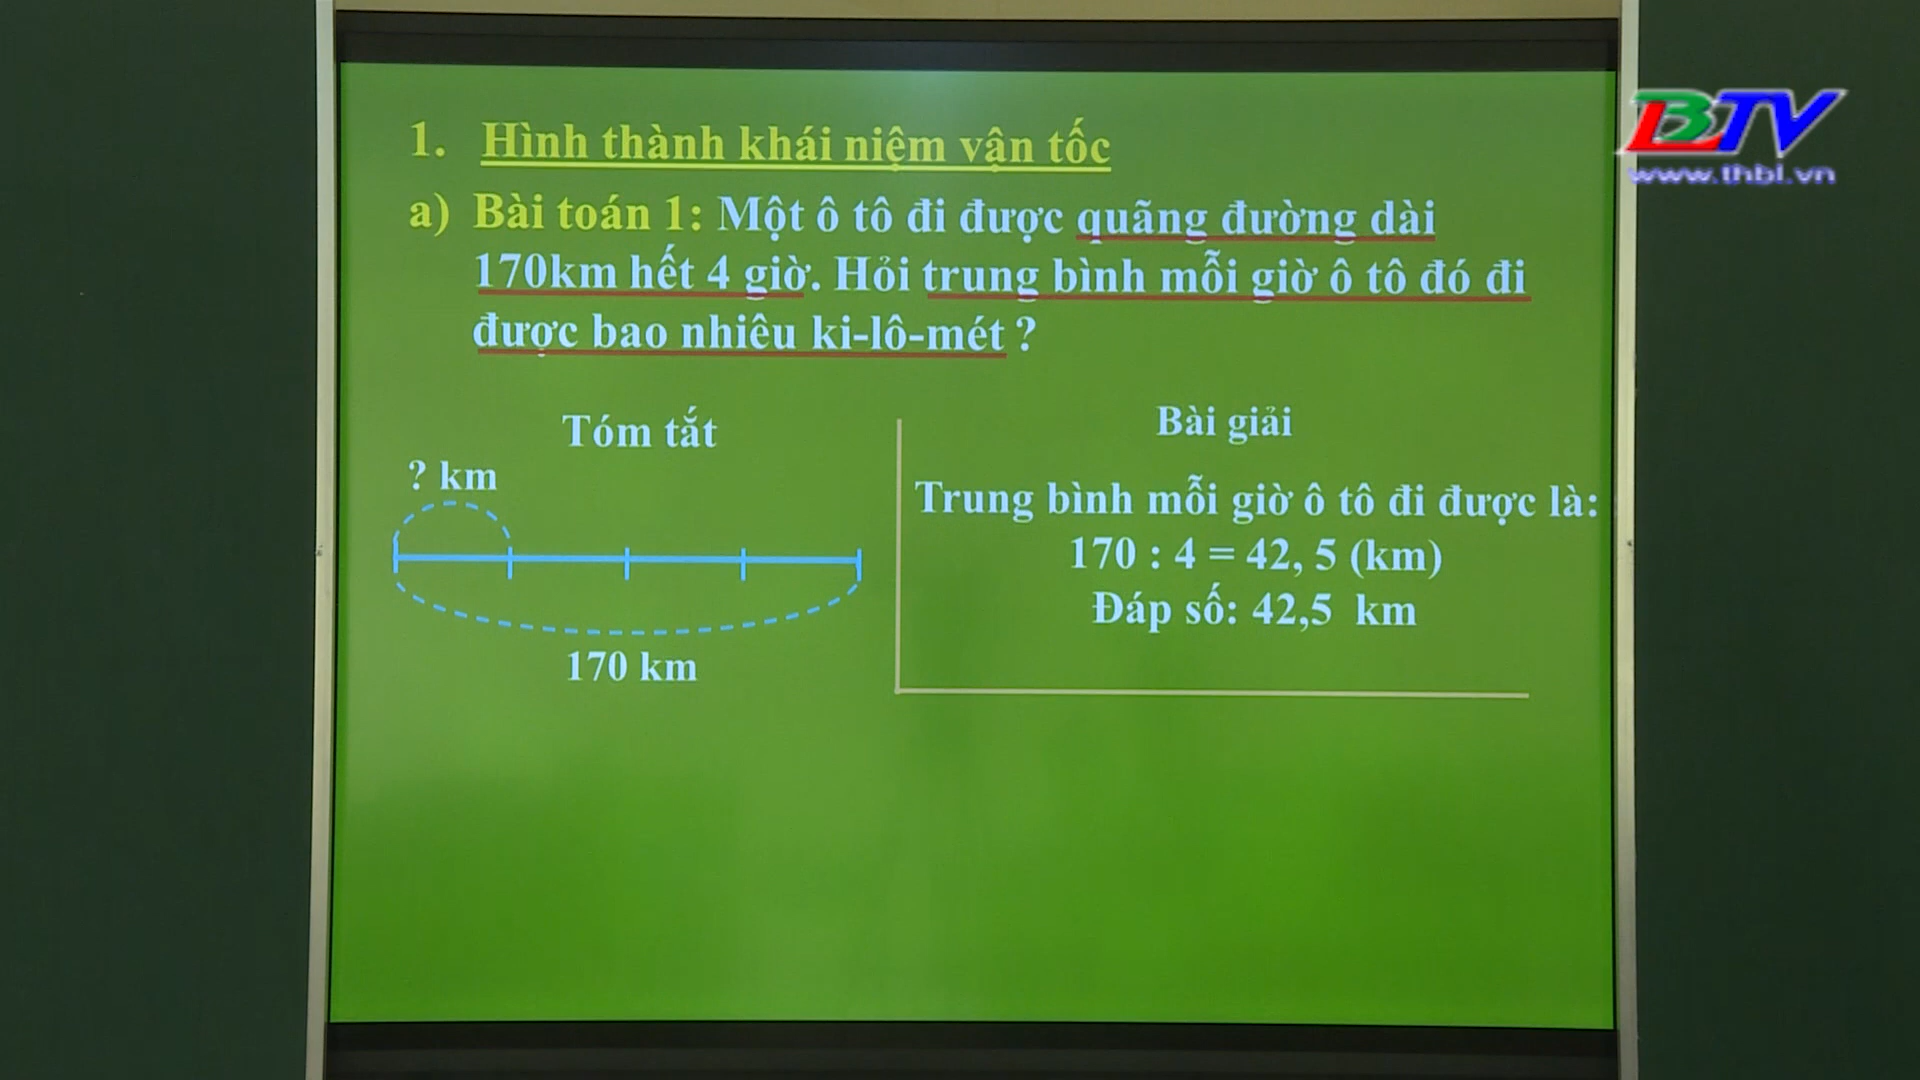 BTV
www.thbl.vn
1. Hình thành khái niệm vận tốc
a) Bài toán 1: Một ô tô đi được quãng đường dài
170km hết 4 giờ. Hỏi trung bình mỗi giờ ô tô đó đi
được bao nhiêu ki-lô-mét ?
Tóm tắt
? km
170 km
Bài giải
Trung bình mỗi giờ ô tô đi được là:
170 : 4 = 42, 5 (km)
Đáp số: 42,5 km